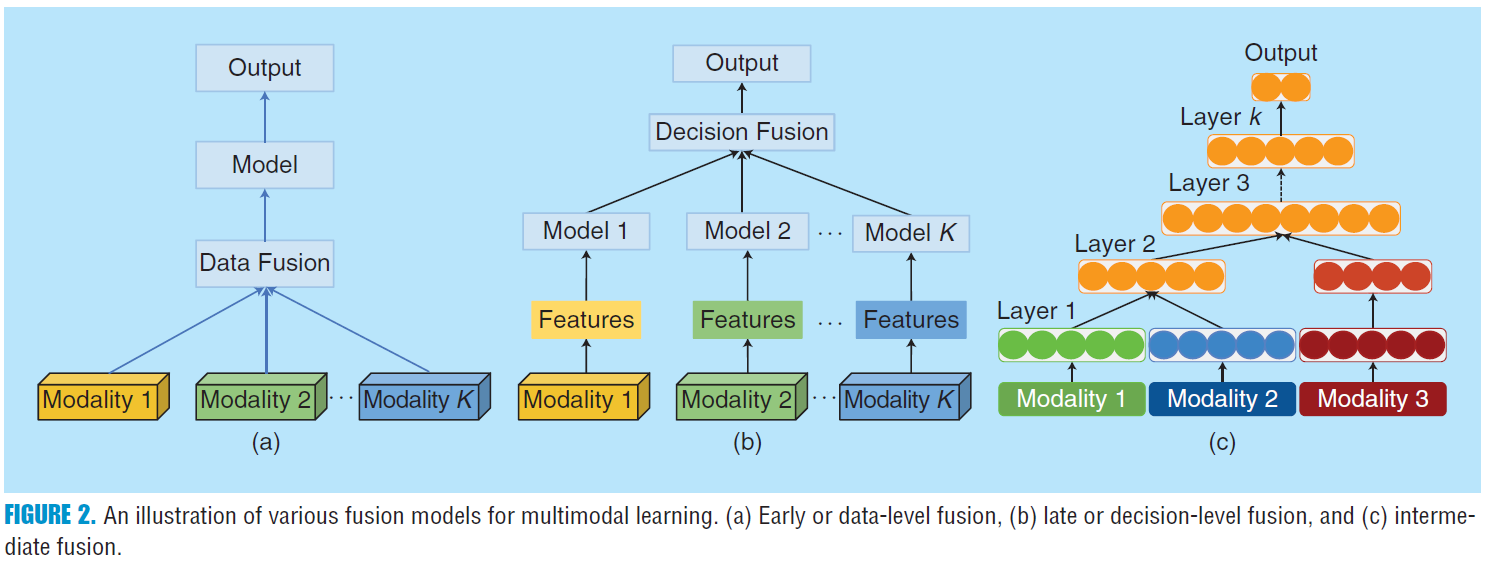 Output
Model
Data Fusion
Modality 1
Modality 2
...
Modality K
(a)
Output
Decision Fusion
Model 1
Model 2
...
Model K
Features
Features
...
Features
Modality 1
Modality 2
...
Modality K
(b)
Output
Layer k
Layer 3
Layer 2
Layer 1
Modality 1
Modality 2
Modality 3
(c)
FIGURE 2. An illustration of various fusion models for multimodal learning. (a) Early or data-level fusion, (b) late or decision-level fusion, and (c) interme-
diate fusion.